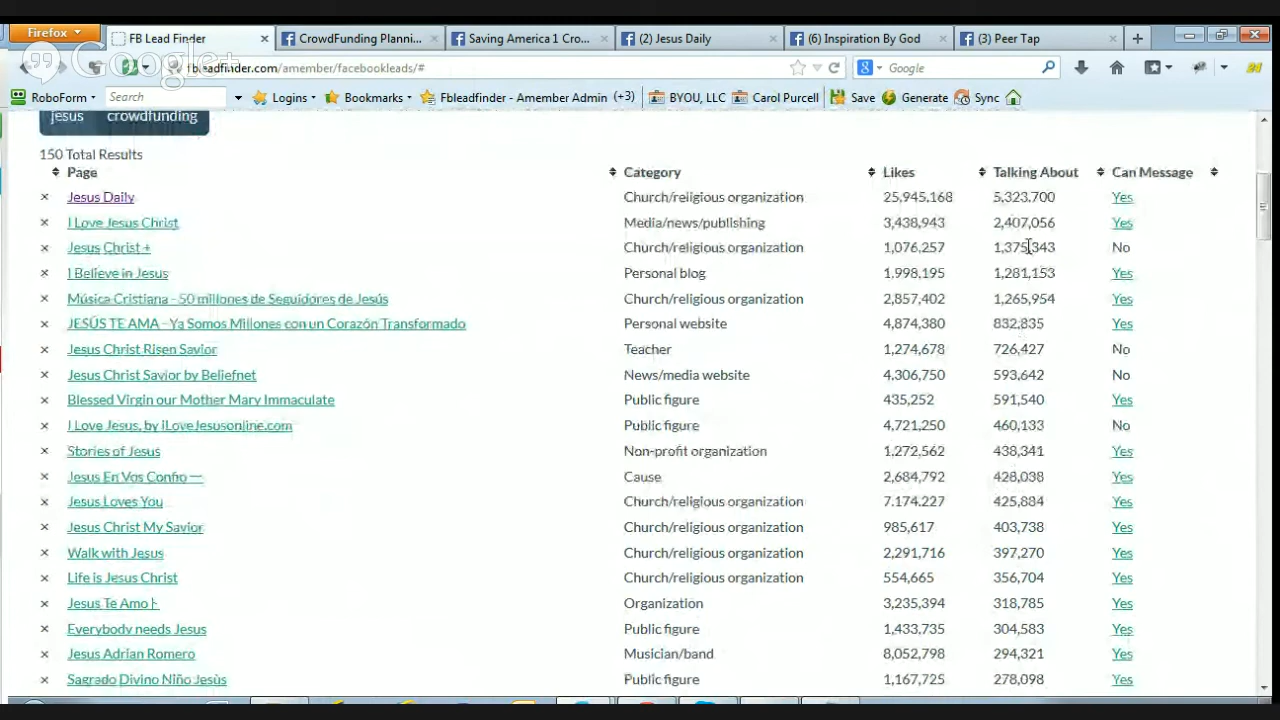 Firefox
FB Lead Finder
CrowdFunding Planni...
Saving America 1 Cro...
(2) Jesus Daily
(6) Inspiration By God
(3) Peer Tap
Google+
fbleadfinder.com/amember/facebookleads/#
Google
RoboForm
Search
Logins
Bookmarks
Fbleadfinder - Amember Admin
(+3)
BYOU, LLC
Carol Purcell
Save
Generate
Sync
jesus crowdfunding
150 Total Results
Page Category Likes Talking About Can Message
Jesus Daily Church/religious organization 25,945,168 5,323,700 Yes
I Love Jesus Christ Media/news/publishing 3,438,943 2,407,056 Yes
Jesus Christ + Church/religious organization 1,076,257 1,375,343 No
I Believe in Jesus Personal blog 1,998,195 1,281,153 Yes
Música Cristiana - 50 millones de Seguidores de Jesús Church/religious organization 2,857,402 1,265,954 Yes
JESÚS TE AMA - Ya Somos Millones con un Corazón Transformado Personal website 4,874,380 832,835 Yes
Jesus Christ Risen Savior Teacher 1,274,678 726,427 No
Jesus Christ Savior by Beliefnet News/media website 4,306,750 593,642 No
Blessed Virgin our Mother Mary Immaculate Public figure 435,252 591,540 Yes
I Love Jesus, by iLoveJesusonline.com Public figure 4,721,250 460,133 No
Stories of Jesus Non-profit organization 1,272,562 438,341 Yes
Jesus En Vos Confio — Cause 2,684,792 428,038 Yes
Jesus Loves You Church/religious organization 7,174,227 425,884 Yes
Jesus Christ My Savior Church/religious organization 985,617 403,738 Yes
Walk with Jesus Church/religious organization 2,291,716 397,270 Yes
Life is Jesus Christ Church/religious organization 554,665 356,704 Yes
Jesus Te Amo Organization 3,235,394 318,785 Yes
Everybody needs Jesus Public figure 1,433,735 304,583 Yes
Jesus Adrian Romero Musician/band 8,052,798 294,321 Yes
Sagrado Divino Niño Jesùs Public figure 1,167,725 278,098 Yes